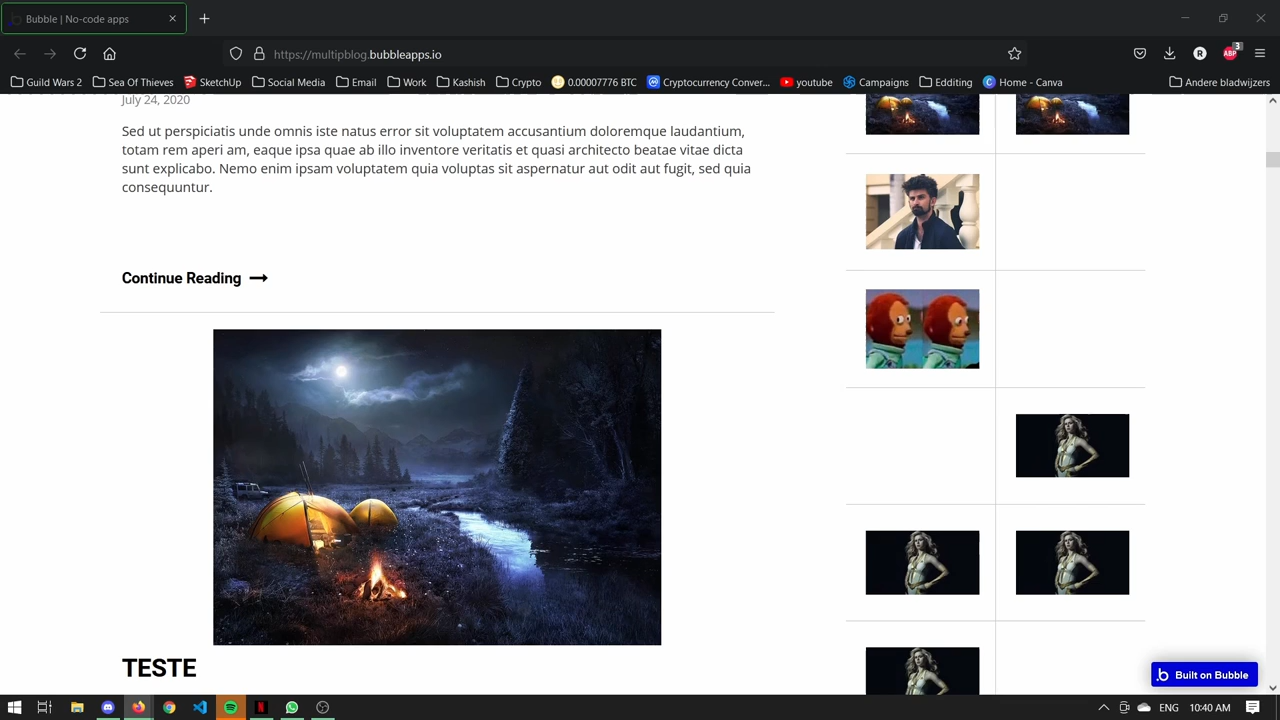 Bubble | No-code apps
https://multipblog.bubbleapps.io
R
ABP
3
Guild Wars 2
Sea Of Thieves
SketchUp
Social Media
Email
Work
Kashish
Crypto
0.00007776 BTC
Cryptocurrency Conver...
youtube
Campaigns
Edditing
Home - Canva
Andere bladwijzers
July 24, 2020
Sed ut perspiciatis unde omnis iste natus error sit voluptatem accusantium doloremque laudantium,
totam rem aperi am, eaque ipsa quae ab illo inventore veritatis et quasi architecto beatae vitae dicta
sunt explicabo. Nemo enim ipsam voluptatem quia voluptas sit aspernatur aut odit aut fugit, sed quia
consequuntur.
Continue Reading
TESTE
Built on Bubble
ENG
10:40 AM